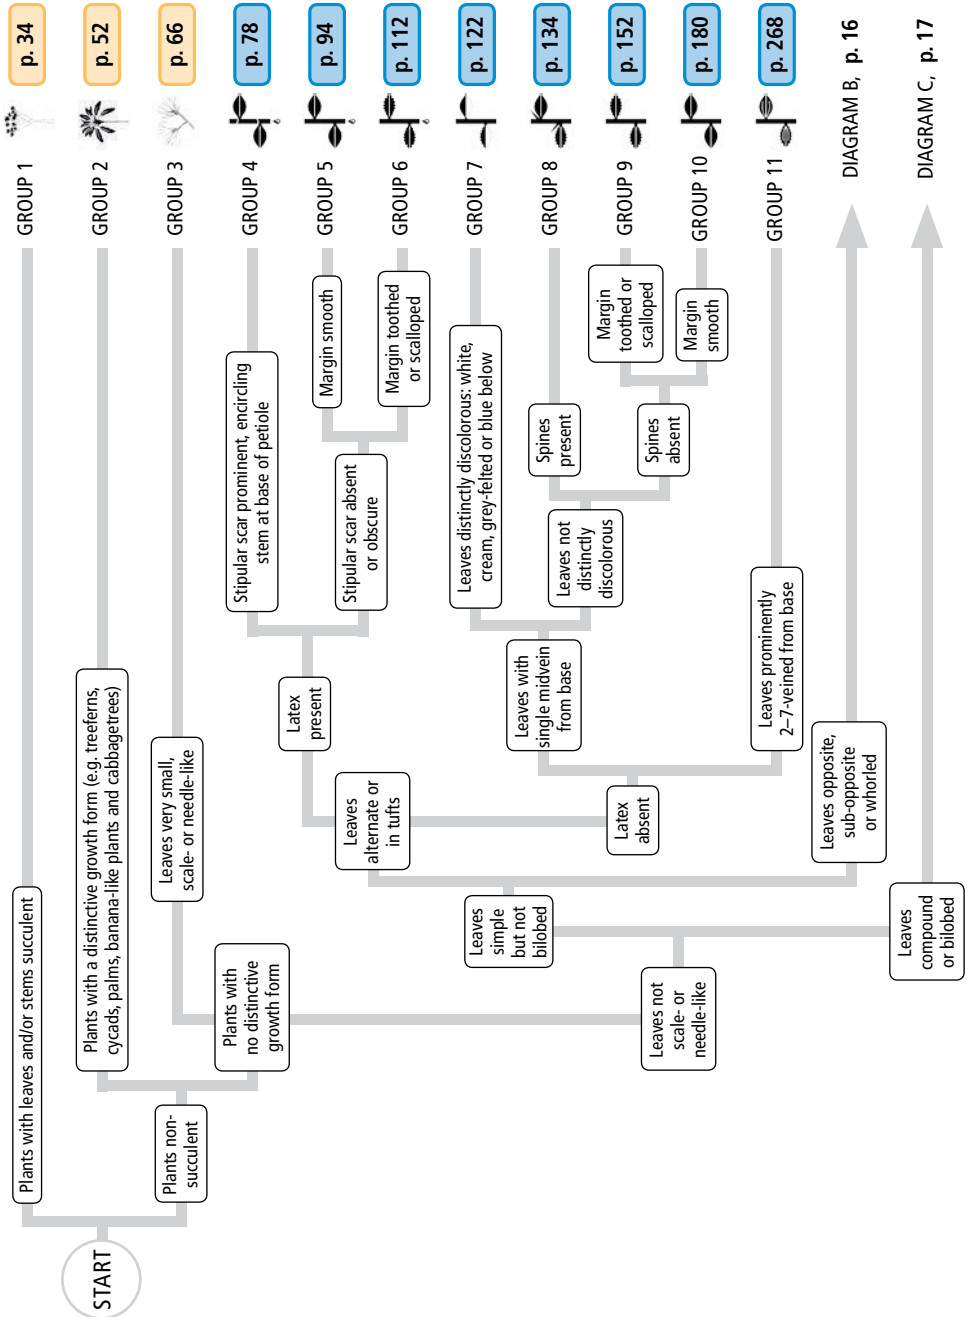 START
Plants with leaves and/or stems succulent
GROUP 1
p. 34
Plants non-
succulent
Plants with a distinctive growth form (e.g. treeferns,
cycads, palms, banana-like plants and cabbagetrees)
GROUP 2
p. 52
Plants with
no distinctive
growth form
Leaves very small,
scale- or needle-like
GROUP 3
p. 66
Leaves not
scale- or
needle-like
Leaves
simple
but not
bilobed
Leaves
alternate or
in tufts
Latex
present
Stipular scar prominent, encircling
stem at base of petiole
GROUP 4
p. 78
Stipular scar absent
or obscure
Margin smooth
GROUP 5
p. 94
Margin toothed
or scalloped
GROUP 6
p. 112
Latex
absent
Leaves with
single midvein
from base
Leaves distinctly discolorous: white,
cream, grey-felted or blue below
GROUP 7
p. 122
Leaves not
distinctly
discolorous
Spines
present
GROUP 8
p. 134
Spines
absent
Margin
toothed or
scalloped
GROUP 9
p. 152
Margin
smooth
GROUP 10
p. 180
Leaves prominently
2–7-veined from base
GROUP 11
p. 268
Leaves opposite,
sub-opposite
or whorled
DIAGRAM B, p. 16
Leaves
compound
or bilobed
DIAGRAM C, p. 17